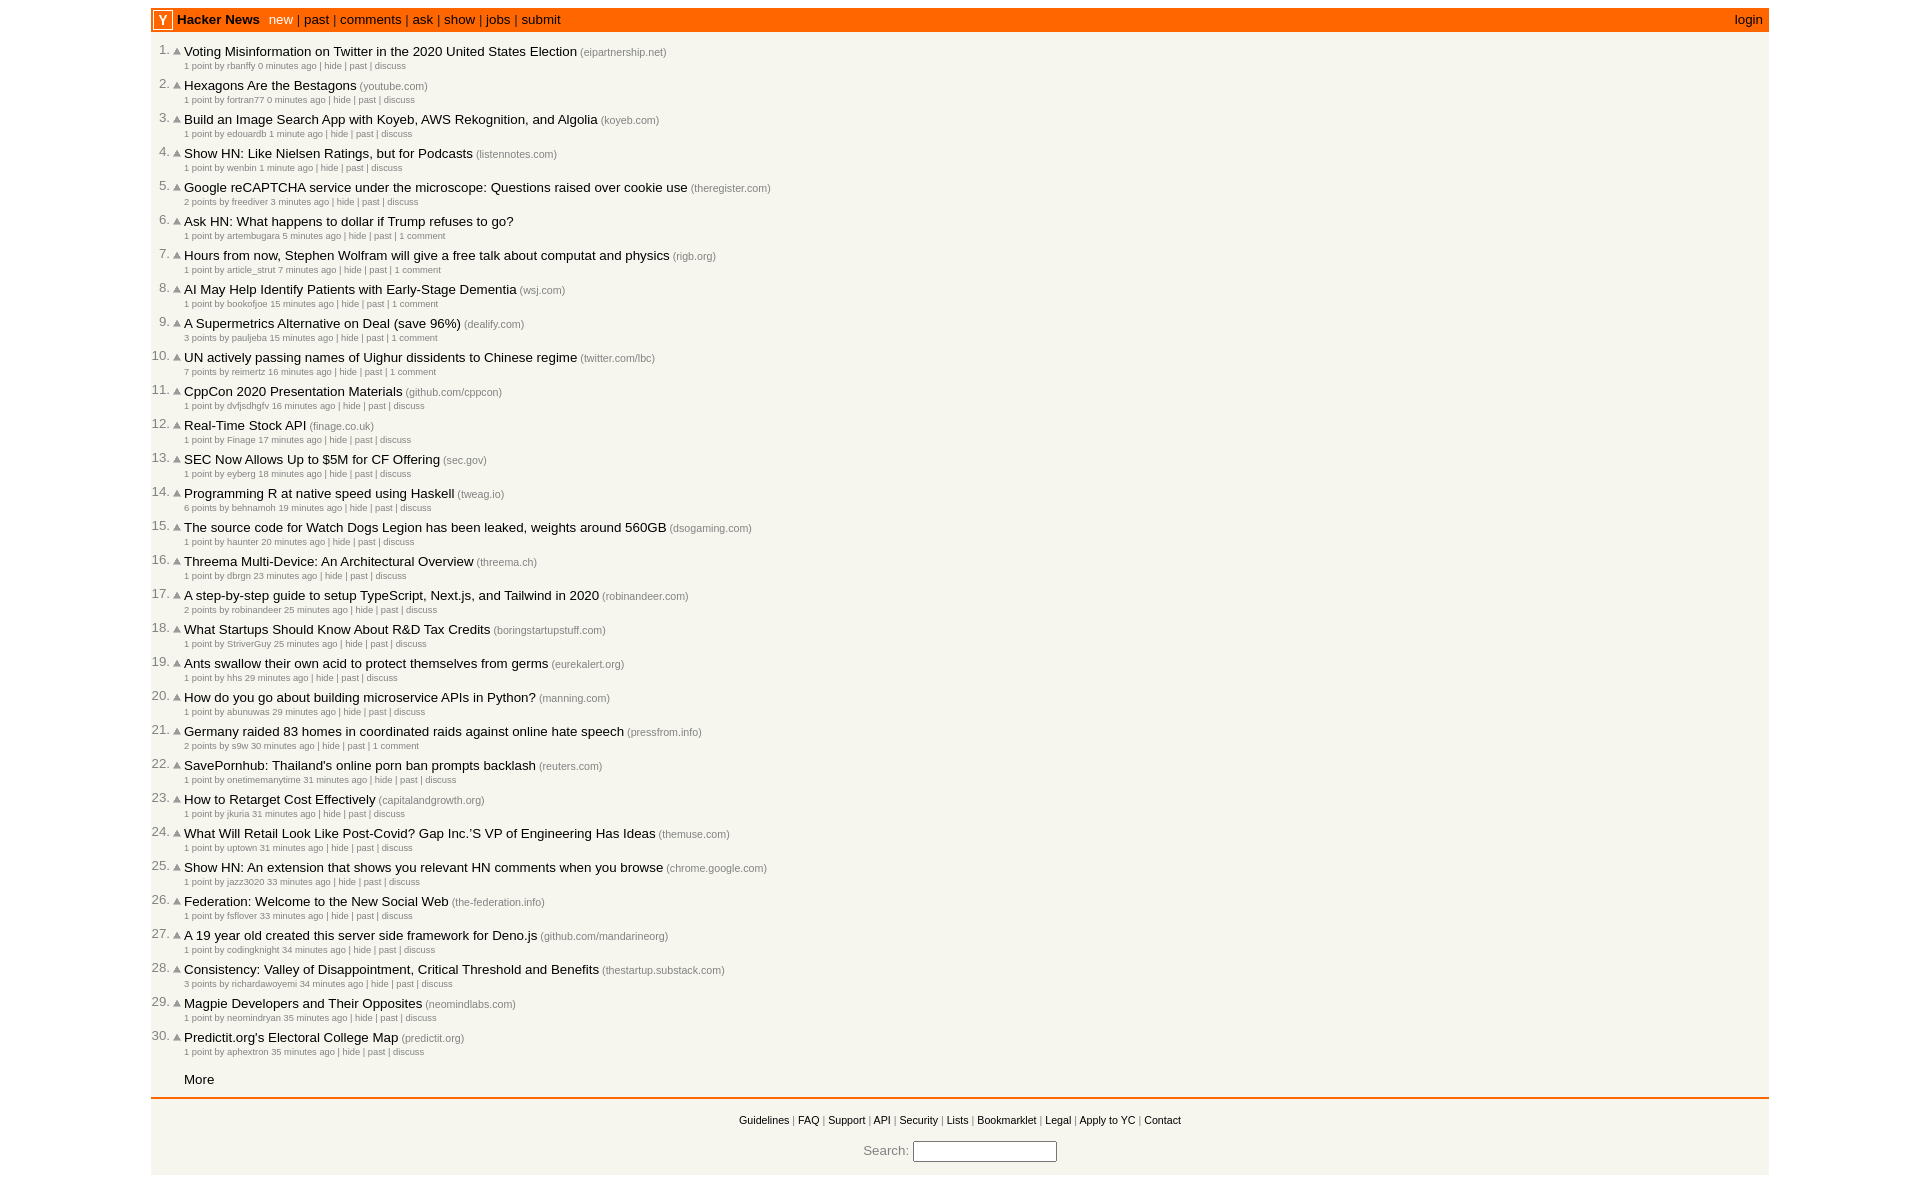 Y Hacker News new | past | comments | ask | show | jobs | submit login
1. Voting Misinformation on Twitter in the 2020 United States Election (eipartnership.net)
1 point by rbanffy 0 minutes ago | hide | past | discuss
2. Hexagons Are the Bestagons (youtube.com)
1 point by fortran77 0 minutes ago | hide | past | discuss
3. Build an Image Search App with Koyeb, AWS Rekognition, and Algolia (koyeb.com)
1 point by edouardb 1 minute ago | hide | past | discuss
4. Show HN: Like Nielsen Ratings, but for Podcasts (listennotes.com)
1 point by wenbin 1 minute ago | hide | past | discuss
5. Google reCAPTCHA service under the microscope: Questions raised over cookie use (theregister.com)
2 points by freediver 3 minutes ago | hide | past | discuss
6. Ask HN: What happens to dollar if Trump refuses to go?
1 point by artembugara 5 minutes ago | hide | past | 1 comment
7. Hours from now, Stephen Wolfram will give a free talk about computat and physics (rigb.org)
1 point by article_strut 7 minutes ago | hide | past | 1 comment
8. AI May Help Identify Patients with Early-Stage Dementia (wsj.com)
1 point by bookofjoe 15 minutes ago | hide | past | 1 comment
9. A Supermetrics Alternative on Deal (save 96%) (dealify.com)
3 points by pauljeba 15 minutes ago | hide | past | 1 comment
10. UN actively passing names of Uighur dissidents to Chinese regime (twitter.com/lbc)
7 points by reimertz 16 minutes ago | hide | past | 1 comment
11. CppCon 2020 Presentation Materials (github.com/cppcon)
1 point by dvfjsdhgfv 16 minutes ago | hide | past | discuss
12. Real-Time Stock API (finage.co.uk)
1 point by Finage 17 minutes ago | hide | past | discuss
13. SEC Now Allows Up to $5M for CF Offering (sec.gov)
1 point by eyberg 18 minutes ago | hide | past | discuss
14. Programming R at native speed using Haskell (tweag.io)
6 points by behnamoh 19 minutes ago | hide | past | discuss
15. The source code for Watch Dogs Legion has been leaked, weights around 560GB (dsogaming.com)
1 point by haunter 20 minutes ago | hide | past | discuss
16. Threema Multi-Device: An Architectural Overview (threema.ch)
1 point by dbrgn 23 minutes ago | hide | past | discuss
17. A step-by-step guide to setup TypeScript, Next.js, and Tailwind in 2020 (robinandeer.com)
2 points by robinandeer 25 minutes ago | hide | past | discuss
18. What Startups Should Know About R&D Tax Credits (boringstartupstuff.com)
1 point by StriverGuy 25 minutes ago | hide | past | discuss
19. Ants swallow their own acid to protect themselves from germs (eurekalert.org)
1 point by hhs 29 minutes ago | hide | past | discuss
20. How do you go about building microservice APIs in Python? (manning.com)
1 point by abunuwas 29 minutes ago | hide | past | discuss
21. Germany raided 83 homes in coordinated raids against online hate speech (pressfrom.info)
2 points by s9w 30 minutes ago | hide | past | 1 comment
22. SavePornhub: Thailand's online porn ban prompts backlash (reuters.com)
1 point by onetimemanytime 31 minutes ago | hide | past | discuss
23. How to Retarget Cost Effectively (capitalandgrowth.org)
1 point by jkuria 31 minutes ago | hide | past | discuss
24. What Will Retail Look Like Post-Covid? Gap Inc.’S VP of Engineering Has Ideas (themuse.com)
1 point by uptown 31 minutes ago | hide | past | discuss
25. Show HN: An extension that shows you relevant HN comments when you browse (chrome.google.com)
1 point by jazz3020 33 minutes ago | hide | past | discuss
26. Federation: Welcome to the New Social Web (the-federation.info)
1 point by fsflover 33 minutes ago | hide | past | discuss
27. A 19 year old created this server side framework for Deno.js (github.com/mandarineorg)
1 point by codingknight 34 minutes ago | hide | past | discuss
28. Consistency: Valley of Disappointment, Critical Threshold and Benefits (thestartup.substack.com)
3 points by richardawoyemi 34 minutes ago | hide | past | discuss
29. Magpie Developers and Their Opposites (neomindlabs.com)
1 point by neomindryan 35 minutes ago | hide | past | discuss
30. Predictit.org's Electoral College Map (predictit.org)
1 point by aphextron 35 minutes ago | hide | past | discuss
More
Guidelines | FAQ | Support | API | Security | Lists | Bookmarklet | Legal | Apply to YC | Contact
Search: